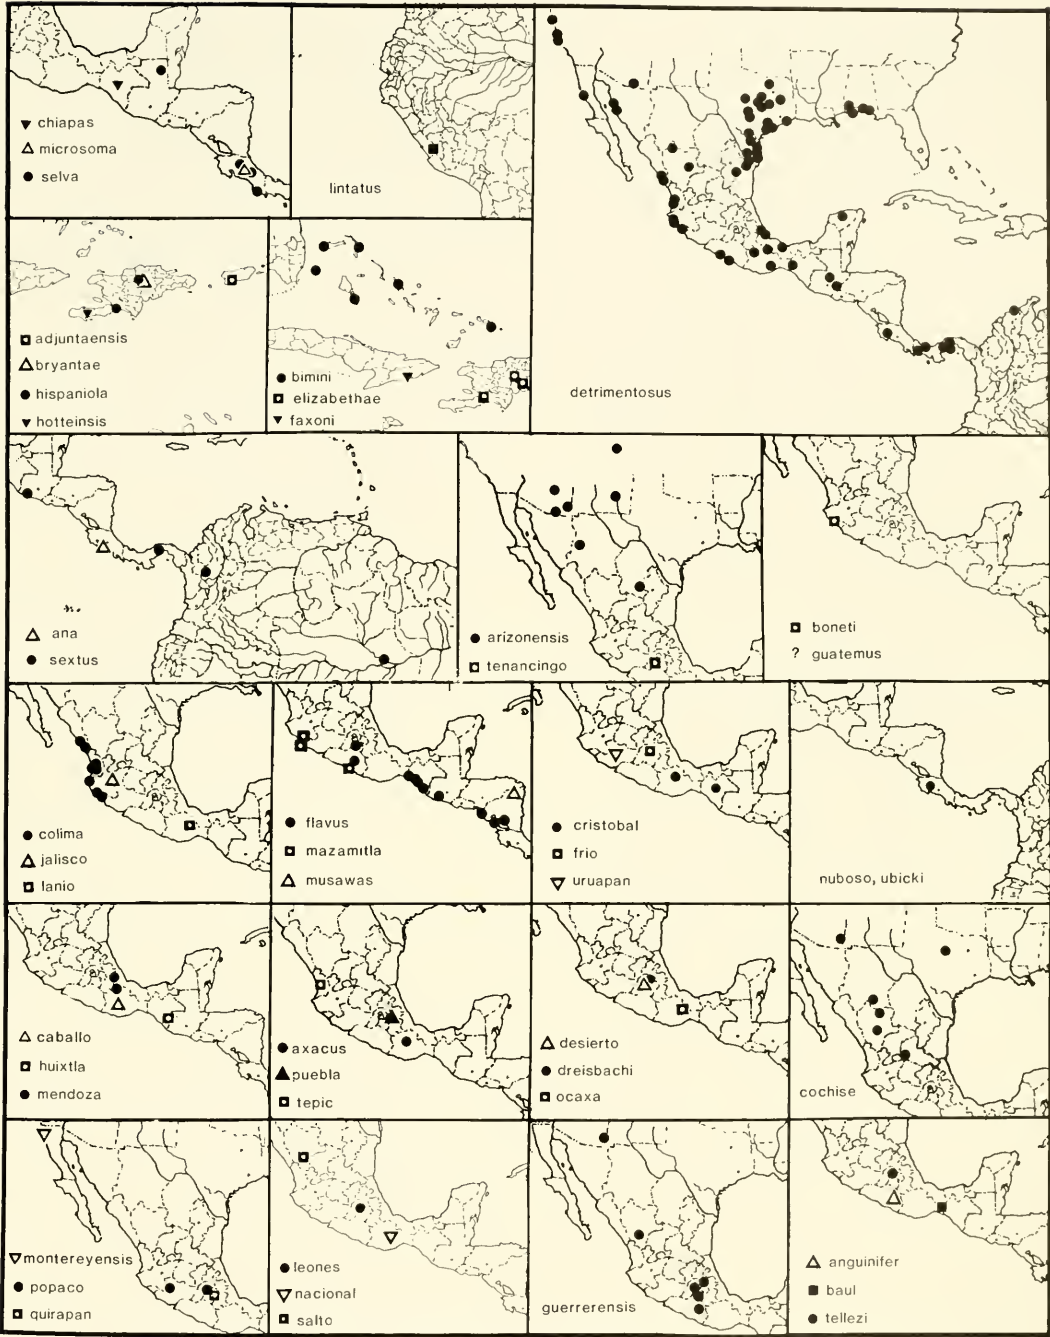 chiapas
microsoma
selva
lintatus
detrimentosus
adjuntaensis
bryantae
hispaniola
hotteinsis
bimini
elizabethae
faxoni
ana
sextus
arizonensis
tenancingo
boneti
? guatemus
colima
jalisco
lanio
flavus
mazamitla
musawas
cristobal
frio
uruapan
nuboso, ubicki
caballo
huixtla
mendoza
axacus
puebla
tepic
desierto
dreisbachi
ocaxa
cochise
montereyensis
popaco
quirapan
leones
nacional
salto
guerrerensis
anguinifer
baul
tellezi